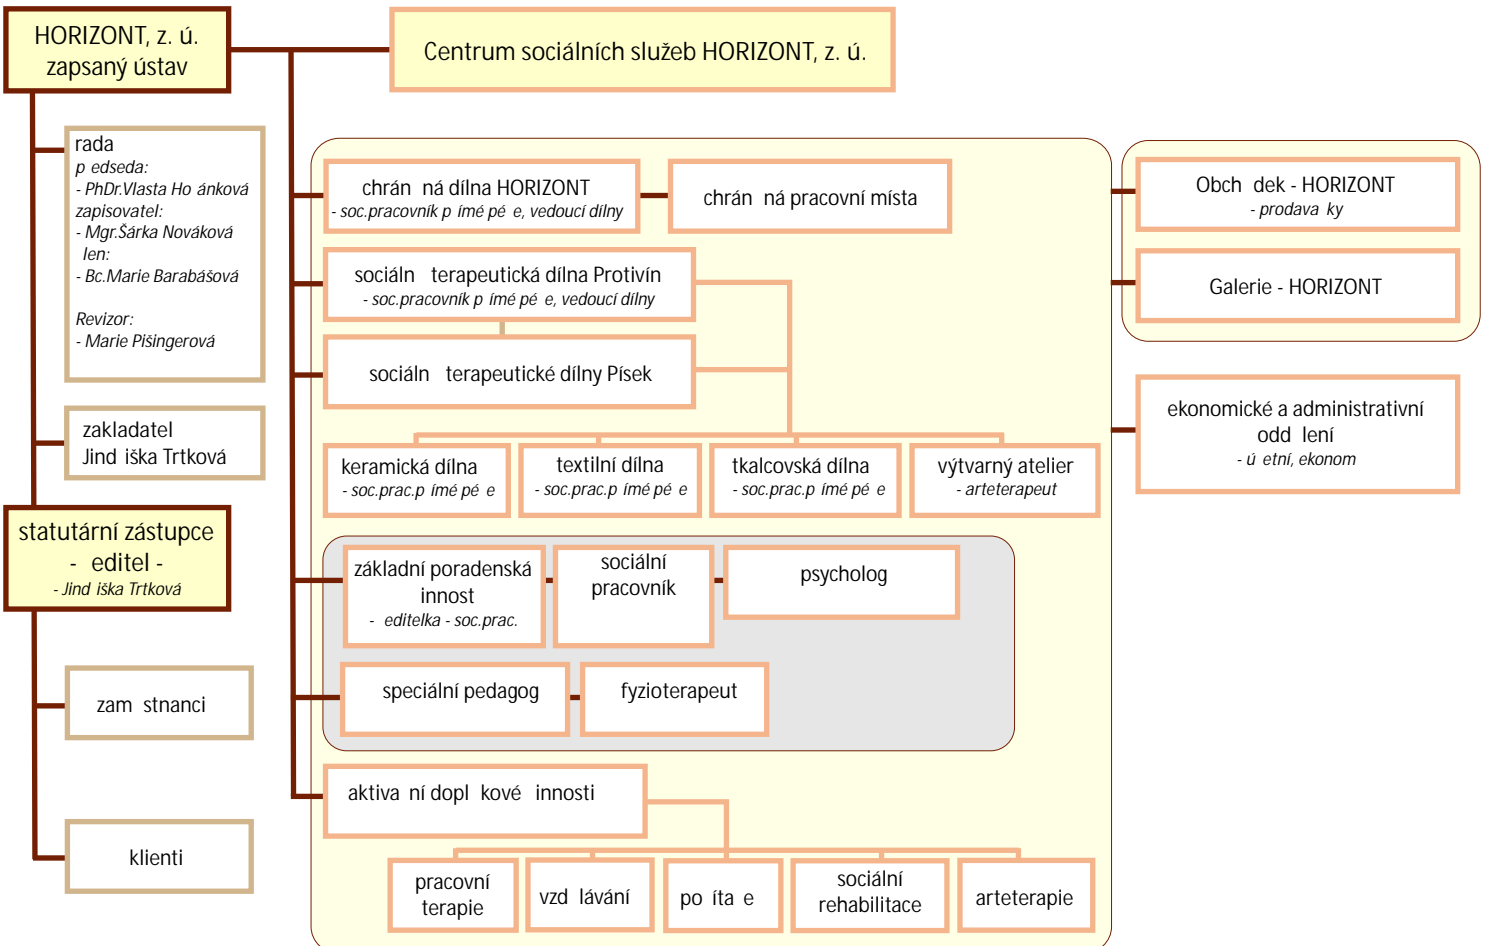 HORIZONT, z. ú.
zapsaný ústav
Centrum sociálních služeb HORIZONT, z. ú.
rada
p edseda:
- PhDr.Vlasta Ho ánková
zapisovatel:
- Mgr.Šárka Nováková
len:
- Bc.Marie Barabášová
Revizor:
- Marie Pišingerová
zakladatel
Jind iška Trtková
statutární zástupce
- editel -
- Jind iška Trtková
zam stnanci
klienti
chrán ná dílna HORIZONT
- soc.pracovník p ímé pé e, vedoucí dílny
chrán ná pracovní místa
sociáln terapeutická dílna Protivín
- soc.pracovník p ímé pé e, vedoucí dílny
sociáln terapeutické dílny Písek
keramická dílna
- soc.prac.p ímé pé e
textilní dílna
- soc.prac.p ímé pé e
tkalcovská dílna
- soc.prac.p ímé pé e
výtvarný atelier
- arteterapeut
základní poradenská
innost
- editelka - soc.prac.
sociální
pracovník
psycholog
speciální pedagog
fyzioterapeut
aktiva ní dopl kové innosti
pracovní
terapie
vzd lávání
po íta e
sociální
rehabilitace
arteterapie
Obch dek - HORIZONT
- prodava ky
Galerie - HORIZONT
ekonomické a administrativní
odd lení
- ú etní, ekonom